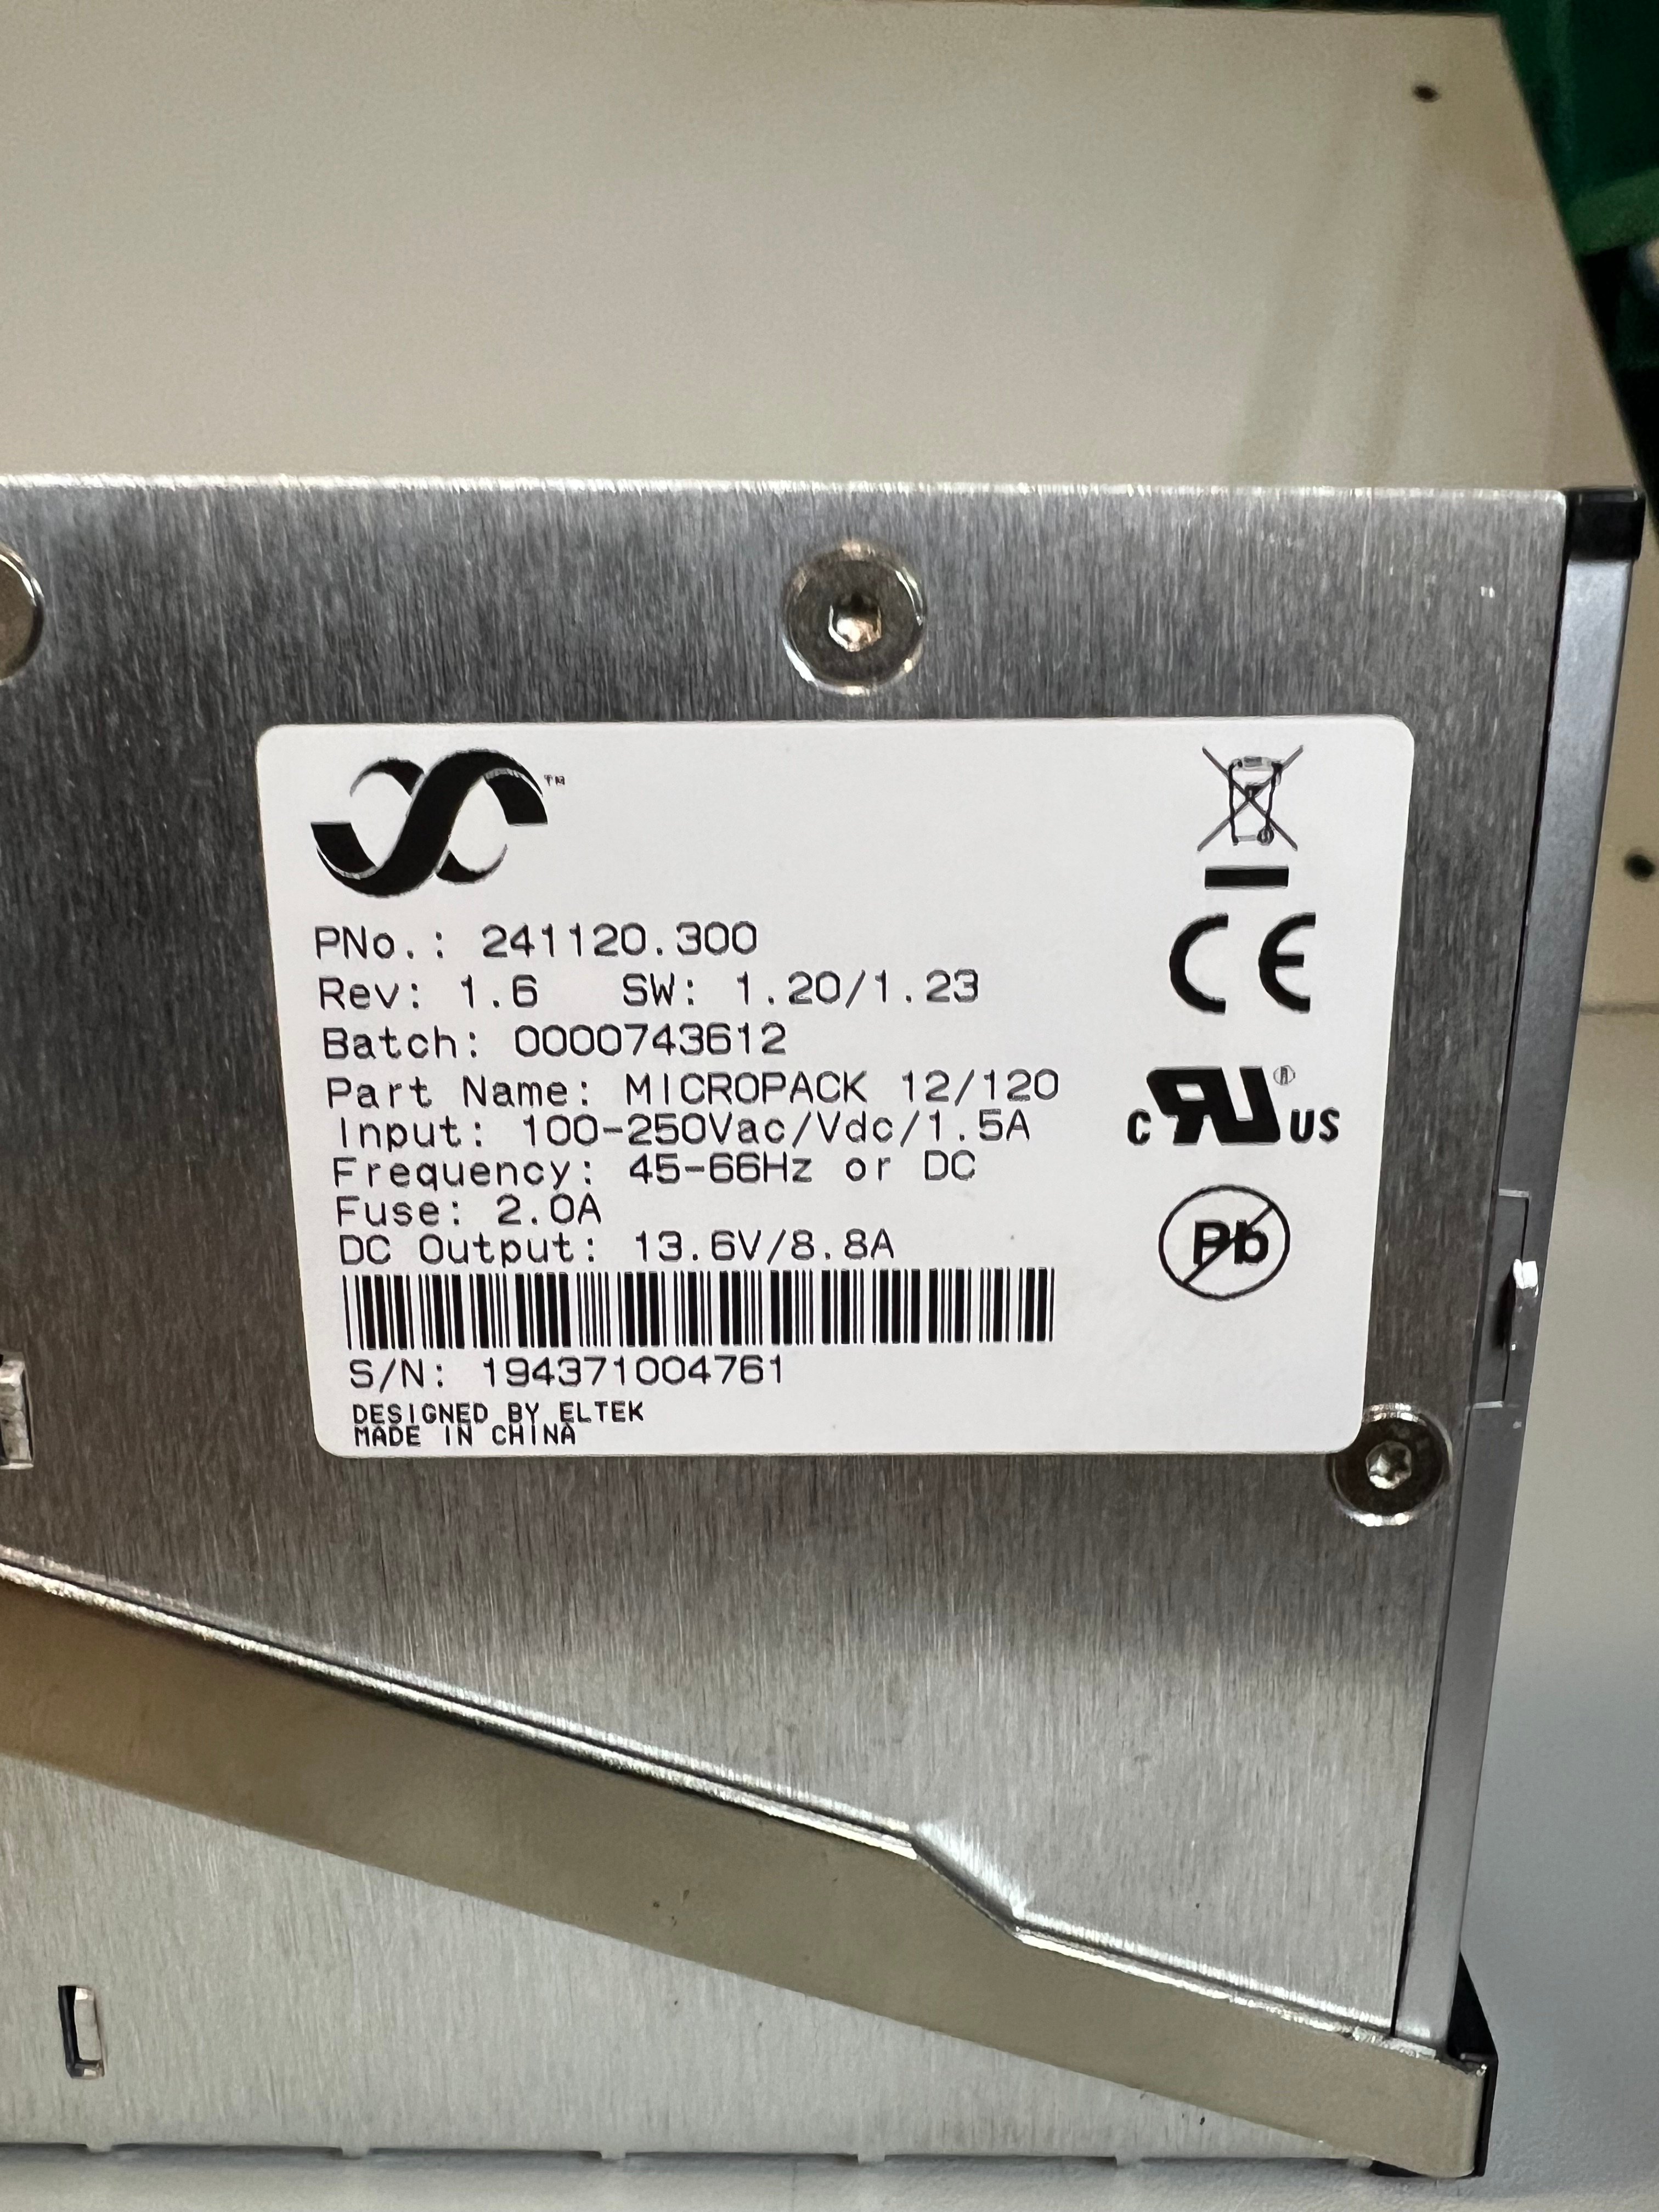 TM
PNo.: 241120.300
Rev: 1.6 SW: 1.20/1.23
Batch: 0000743612
Part Name: MICROPACK 12/120
Input: 100-250Vac/Vdc/1.5A
Frequency: 45-66Hz or DC
Fuse: 2.0A
DC Output: 13.6V/8.8A
S/N: 194371004761
DESIGNED BY ELTEK
MADE IN CHINA
CE
c RU ® US
Pb